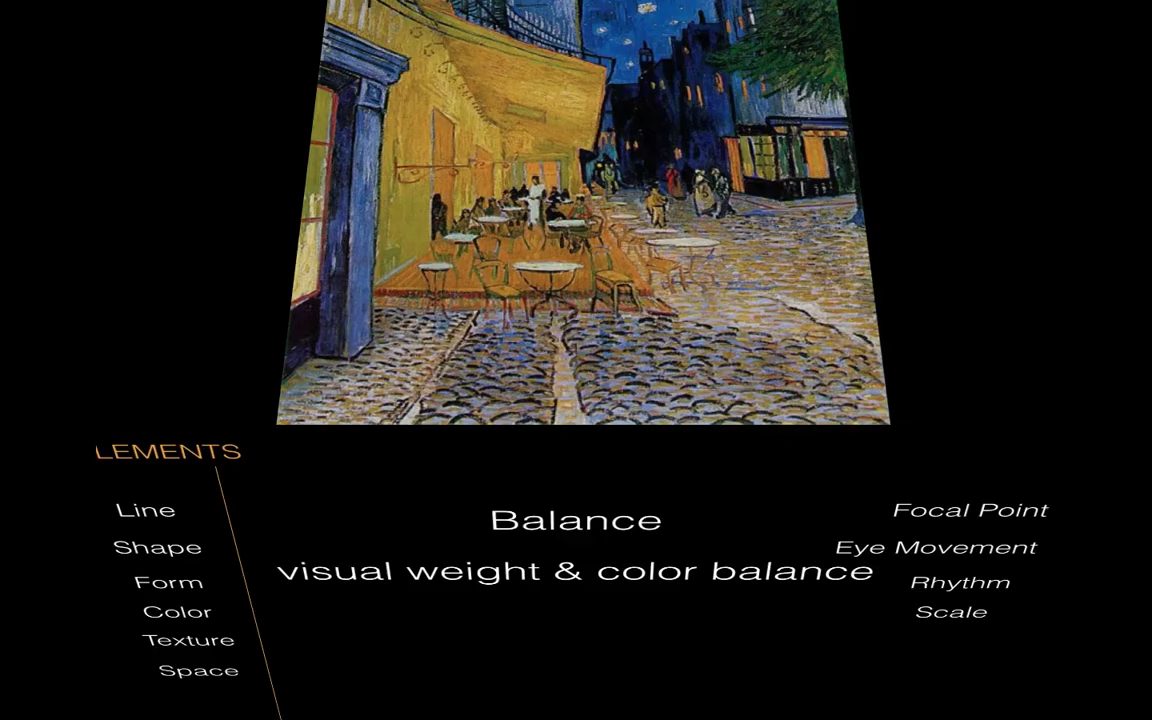 LEMENTS
Line
Shape
Form
Color
Texture
Space
Balance
visual weight & color balance
Focal Point
Eye Movement
Rhythm
Scale